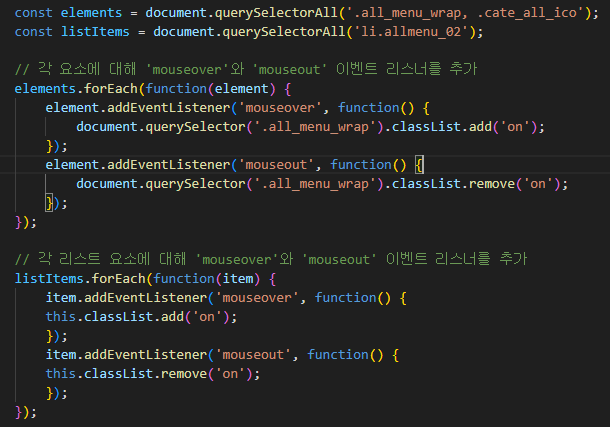 const elements = document.querySelectorAll('.all_menu_wrap, .cate_all_ico');
const listItems = document.querySelectorAll('li.allmenu_02');
// 각 요소에 대해 'mouseover'와 'mouseout' 이벤트 리스너를 추가
elements.forEach(function(element) {
element.addEventListener('mouseover', function() {
document.querySelector('.all_menu_wrap').classList.add('on');
});
element.addEventListener('mouseout', function() {
document.querySelector('.all_menu_wrap').classList.remove('on');
});
});
// 각 리스트 요소에 대해 'mouseover'와 'mouseout' 이벤트 리스너를 추가
listItems.forEach(function(item) {
item.addEventListener('mouseover', function() {
this.classList.add('on');
});
item.addEventListener('mouseout', function() {
this.classList.remove('on');
});
});